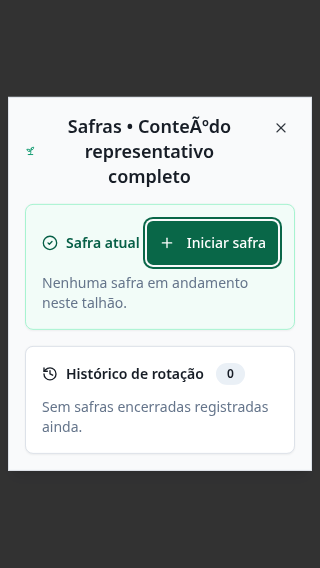 Safras • ConteÃºdo
representativo
completo
Safra atual
Iniciar safra
Nenhuma safra em andamento
neste talhão.
Histórico de rotação 0
Sem safras encerradas registradas
ainda.